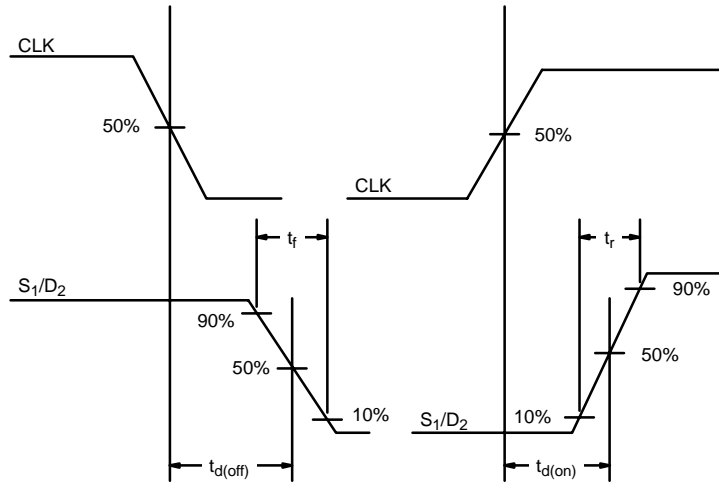 CLK
50%
50%
CLK
t_f
t_r
S_1/D_2
90%
90%
50%
50%
10%
S_1/D_2
10%
t_d(off)
t_d(on)